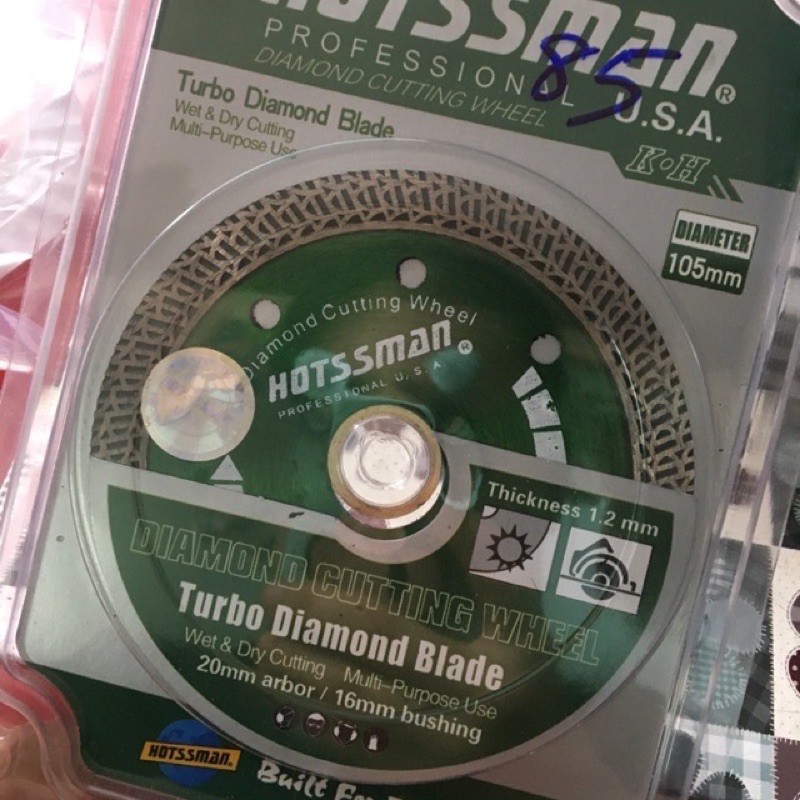 HOTSSMAN®
PROFESSIONAL U.S.A.
DIAMOND CUTTING WHEEL
85
K·H
Turbo Diamond Blade
Wet & Dry Cutting
Multi-Purpose Use
DIAMETER
105mm
Diamond Cutting Wheel
HOTSSMAN®
PROFESSIONAL U.S.A.
Thickness 1.2 mm
DIAMOND CUTTING WHEEL
Turbo Diamond Blade
Wet & Dry Cutting Multi-Purpose Use
20mm arbor / 16mm bushing
HOTSSMAN®
Built For